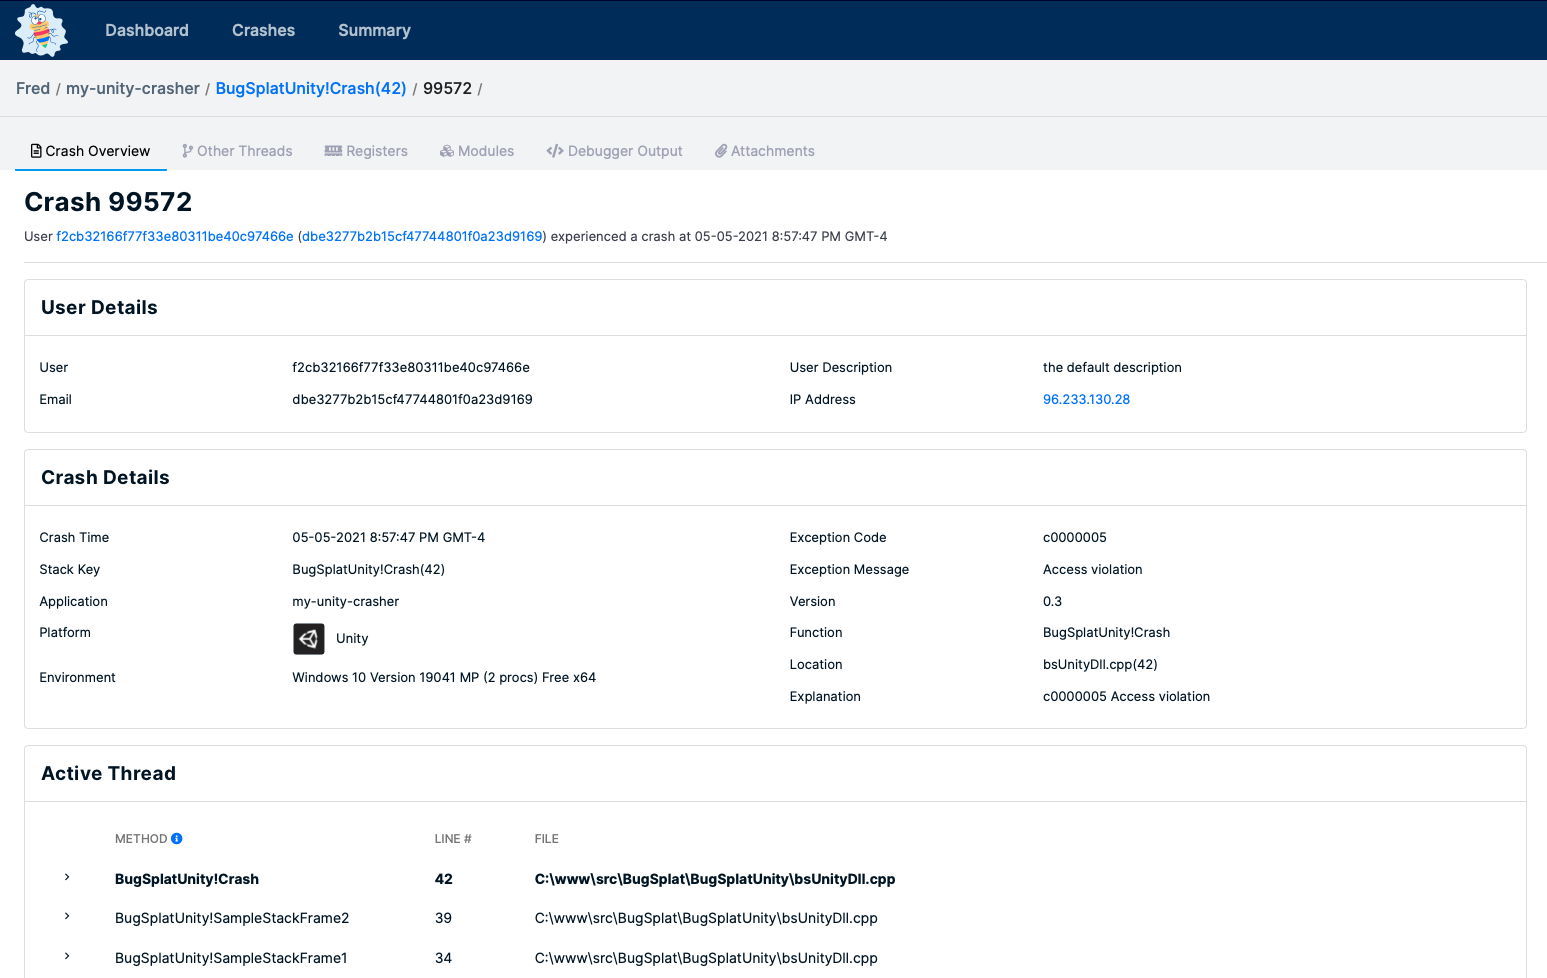 Dashboard Crashes Summary
Fred / my-unity-crasher / BugSplatUnity!Crash(42) / 99572 /
Crash Overview Other Threads Registers Modules Debugger Output Attachments
Crash 99572
User f2cb32166f77f33e80311be40c97466e (dbe3277b2b15cf47744801f0a23d9169) experienced a crash at 05-05-2021 8:57:47 PM GMT-4
User Details
User f2cb32166f77f33e80311be40c97466e User Description the default description
Email dbe3277b2b15cf47744801f0a23d9169 IP Address 96.233.130.28
Crash Details
Crash Time 05-05-2021 8:57:47 PM GMT-4 Exception Code c0000005
Stack Key BugSplatUnity!Crash(42) Exception Message Access violation
Application my-unity-crasher Version 0.3
Platform Unity Function BugSplatUnity!Crash
Location bsUnityDll.cpp(42)
Environment Windows 10 Version 19041 MP (2 procs) Free x64
Explanation c0000005 Access violation
Active Thread
METHOD LINE # FILE
BugSplatUnity!Crash 42 C:\www\src\BugSplat\BugSplatUnity\bsUnityDll.cpp
BugSplatUnity!SampleStackFrame2 39 C:\www\src\BugSplat\BugSplatUnity\bsUnityDll.cpp
BugSplatUnity!SampleStackFrame1 34 C:\www\src\BugSplat\BugSplatUnity\bsUnityDll.cpp